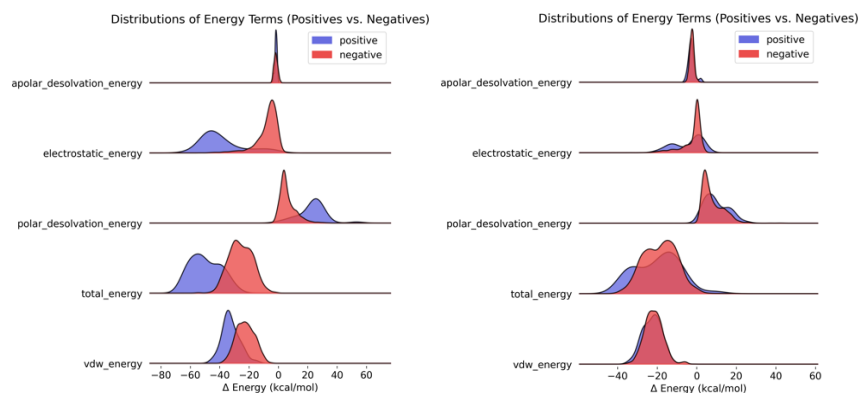 Distributions of Energy Terms (Positives vs. Negatives)
positive
negative
apolar_desolvation_energy
electrostatic_energy
polar_desolvation_energy
total_energy
vdw_energy
−80 −60 −40 −20 0 20 40 60
Δ Energy (kcal/mol)
Distributions of Energy Terms (Positives vs. Negatives)
positive
negative
apolar_desolvation_energy
electrostatic_energy
polar_desolvation_energy
total_energy
vdw_energy
−40 −20 0 20 40 60
Δ Energy (kcal/mol)